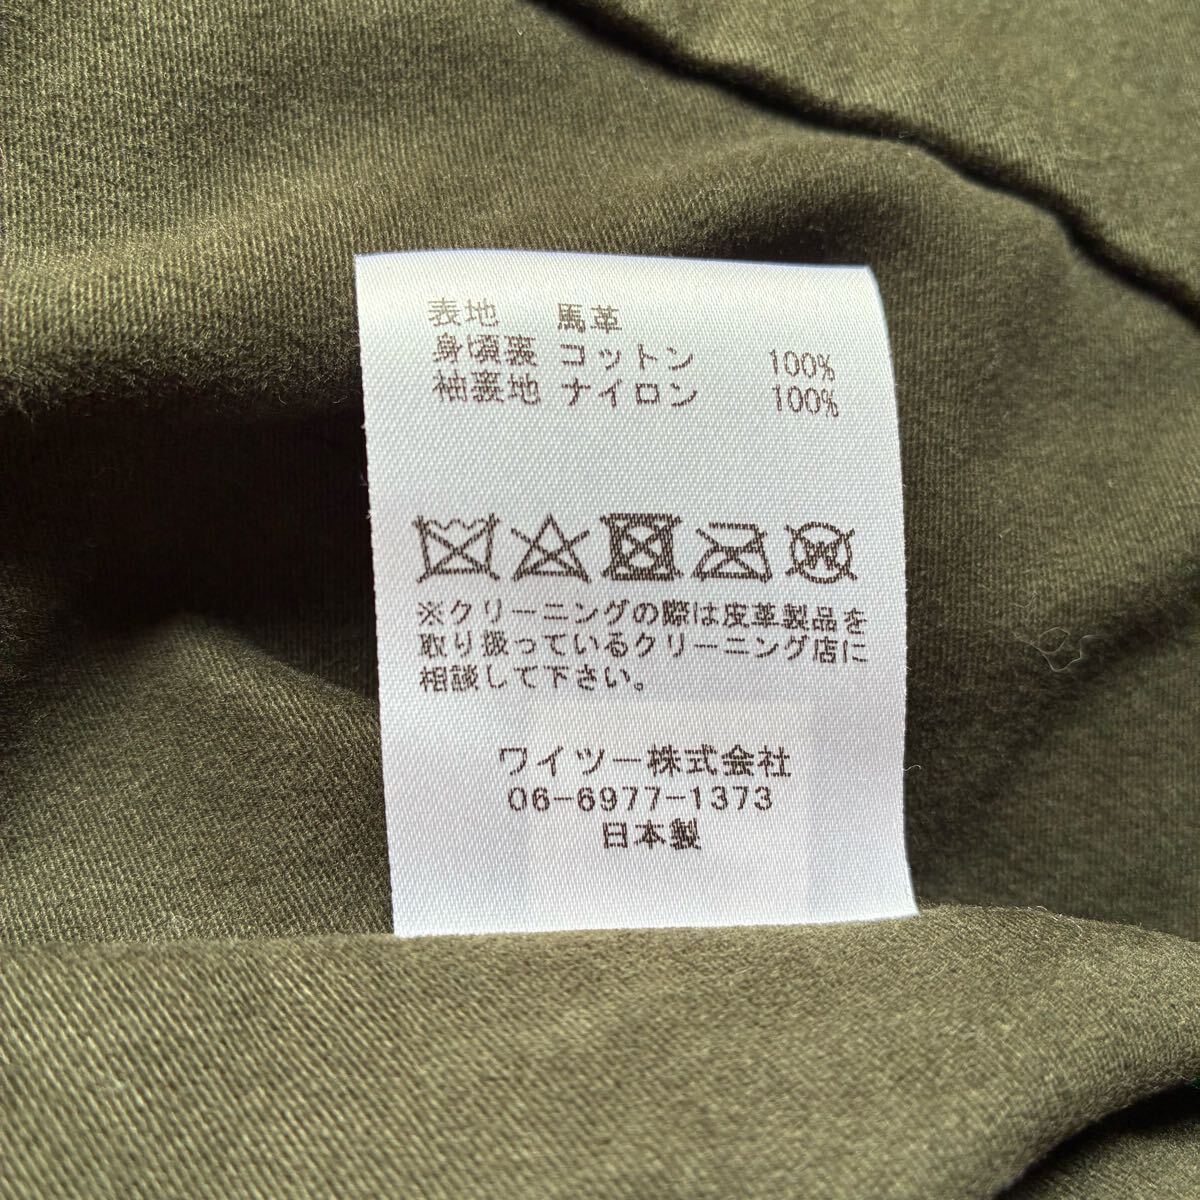 表地 馬革
身頃裏 コットン 100%
袖裏地 ナイロン 100%
※クリーニングの際は皮革製品を
取り扱っているクリーニング店に
相談して下さい。
ワイツー株式会社
06-6977-1373
日本製